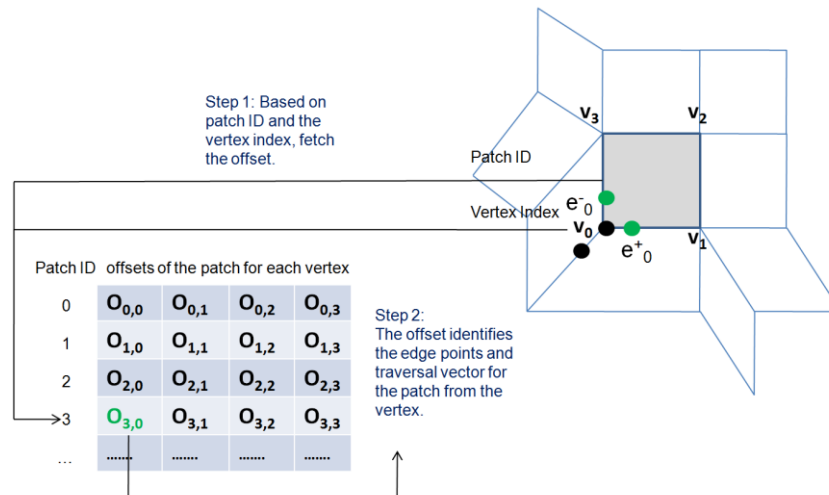 Step 1: Based on
patch ID and the
vertex index, fetch
the offset.
v₃
v₂
Patch ID
Vertex Index
e⁻₀
v₀
e⁺₀
v₁
Patch ID offsets of the patch for each vertex
0 O₀,₀ O₀,₁ O₀,₂ O₀,₃
1 O₁,₀ O₁,₁ O₁,₂ O₁,₃
2 O₂,₀ O₂,₁ O₂,₂ O₂,₃
3 O₃,₀ O₃,₁ O₃,₂ O₃,₃
... ....... ....... ....... .......
Step 2:
The offset identifies
the edge points and
traversal vector for
the patch from the
vertex.